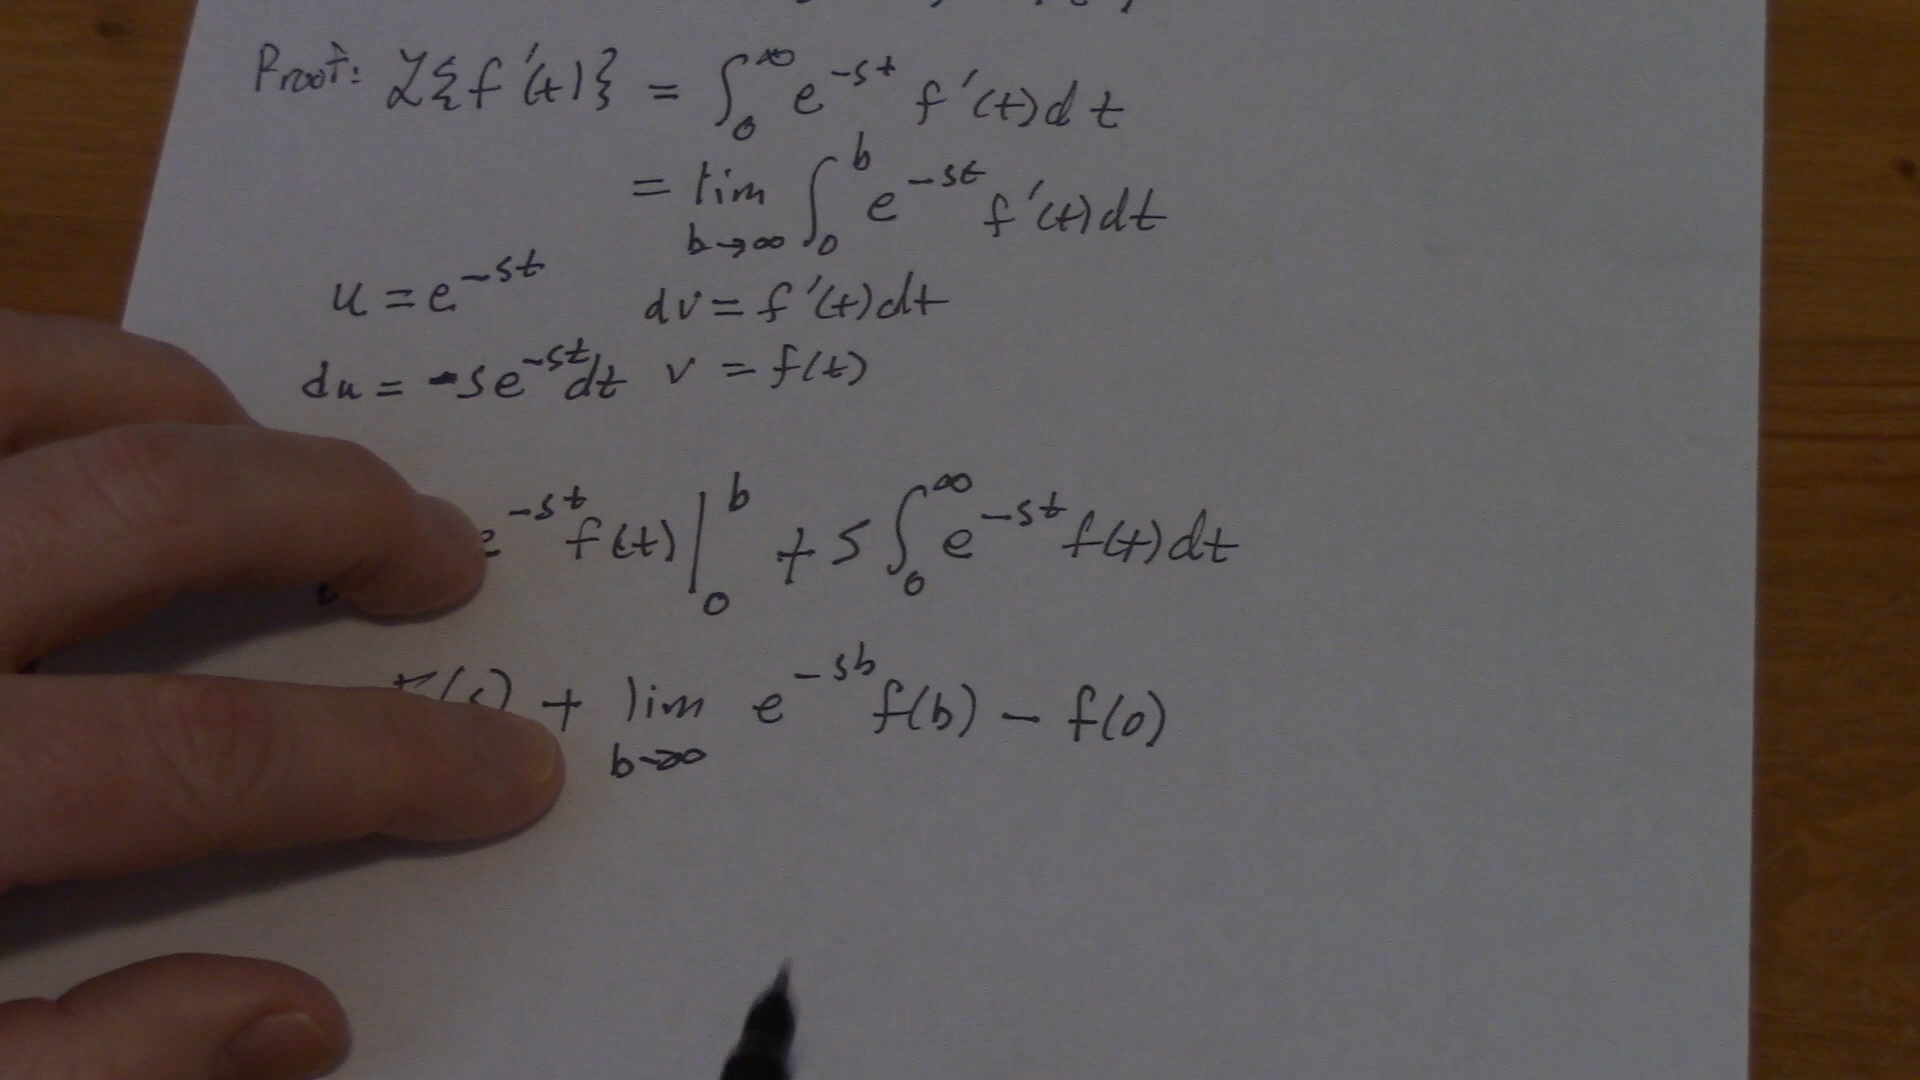 Proof: ℒ{f'(t)} = ∫₀^∞ e^{-st} f'(t)dt
= lim_{b→∞} ∫₀^b e^{-st} f'(t)dt
u = e^{-st} dv = f'(t)dt
du = -se^{-st}dt v = f(t)
e^{-st}f(t)|₀^b + s∫₀^∞ e^{-st}f(t)dt
+ lim_{b→∞} e^{-sb}f(b) - f(0)